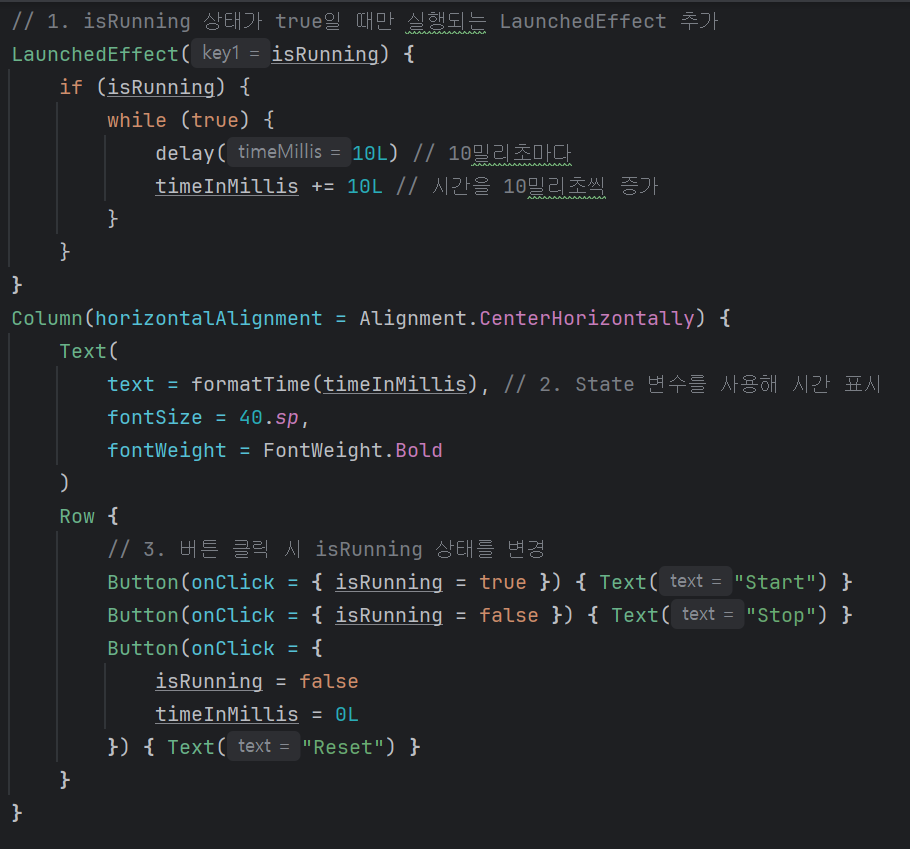 // 1. isRunning 상태가 true일 때만 실행되는 LaunchedEffect 추가
LaunchedEffect( key1 = isRunning) {
    if (isRunning) {
        while (true) {
            delay( timeMillis = 10L) // 10밀리초마다
            timeInMillis += 10L // 시간을 10밀리초씩 증가
        }
    }
}
Column(horizontalAlignment = Alignment.CenterHorizontally) {
    Text(
        text = formatTime(timeInMillis), // 2. State 변수를 사용해 시간 표시
        fontSize = 40.sp,
        fontWeight = FontWeight.Bold
    )
    Row {
        // 3. 버튼 클릭 시 isRunning 상태를 변경
        Button(onClick = { isRunning = true }) { Text( text = "Start") }
        Button(onClick = { isRunning = false }) { Text( text = "Stop") }
        Button(onClick = {
            isRunning = false
            timeInMillis = 0L
        }) { Text( text = "Reset") }
    }
}